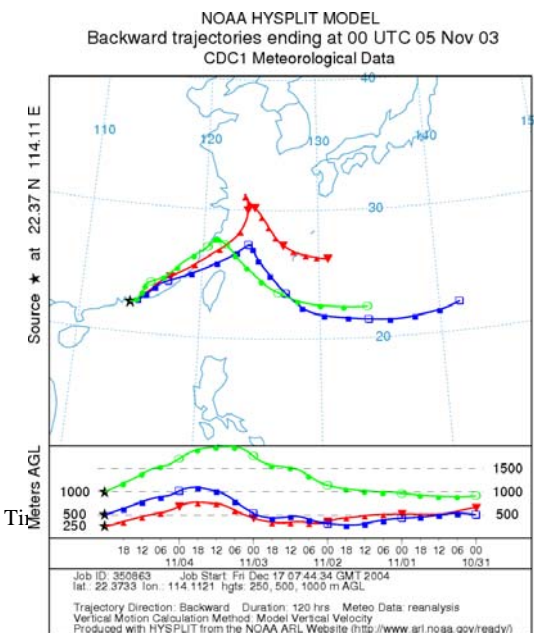 NOAA HYSPLIT MODEL
Backward trajectories ending at 00 UTC 05 Nov 03
CDC1 Meteorological Data
Source ★ at 22.37 N 114.11 E
40
110
120
130
140
15
30
20
Meters AGL
1500
1000 1000
500 500
250
Tin
18 12 06 00 18 12 06 00 18 12 06 00 18 12 06 00 18 12 06 00
11/04 11/03 11/02 11/01 10/31
Job ID: 350863 Job Start: Fri Dec 17 07:44:34 GMT 2004
lat.: 22.3733 lon.: 114.1121 hgts: 250, 500, 1000 m AGL
Trajectory Direction: Backward Duration: 120 hrs Meteo Data: reanalysis
Vertical Motion Calculation Method: Model Vertical Velocity
Produced with HYSPLIT from the NOAA ARL Website (http://www.arl.noaa.gov/ready/)